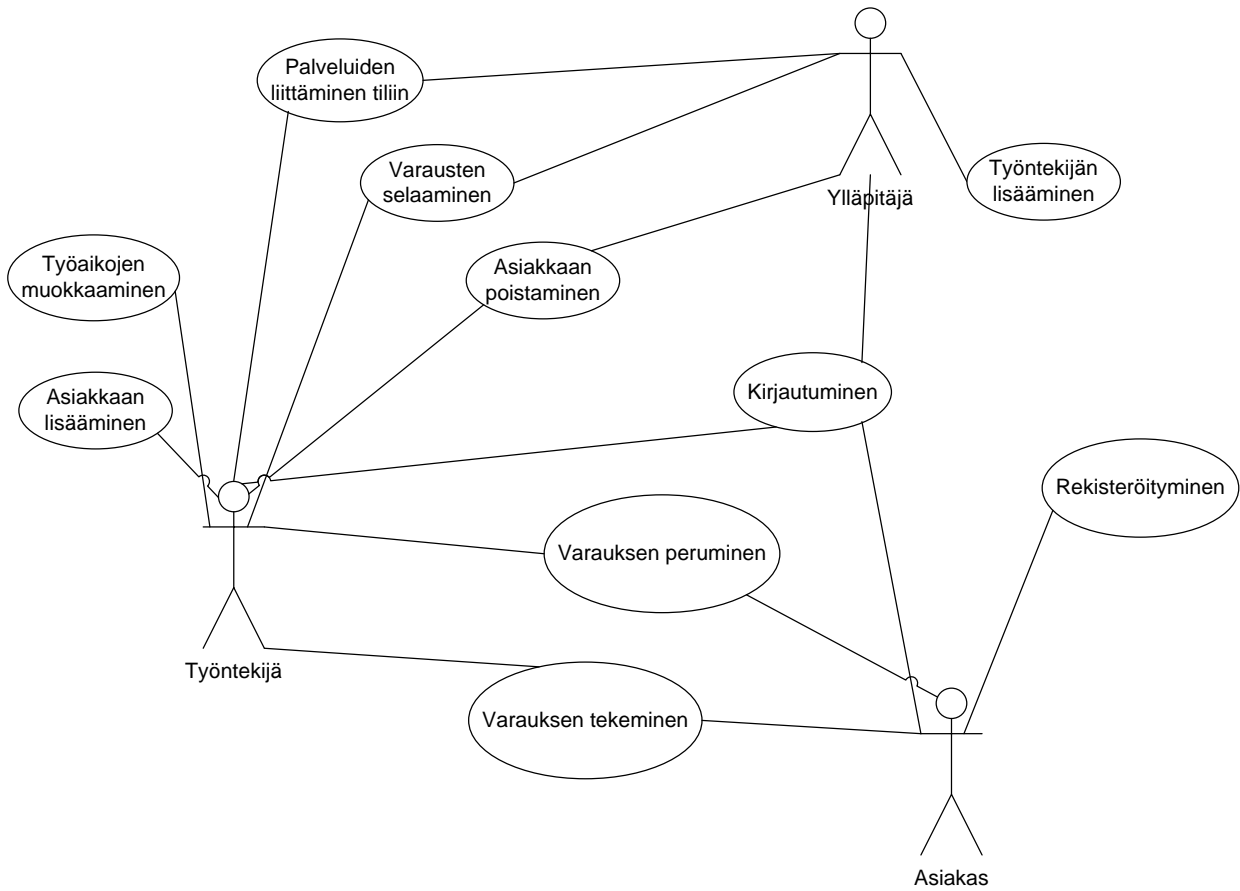 Palveluiden
liittäminen tiliin
Varausten
selaaminen
Työntekijän
lisääminen
Ylläpitäjä
Työaikojen
muokkaaminen
Asiakkaan
poistaminen
Asiakkaan
lisääminen
Kirjautuminen
Rekisteröityminen
Varauksen peruminen
Työntekijä
Varauksen tekeminen
Asiakas